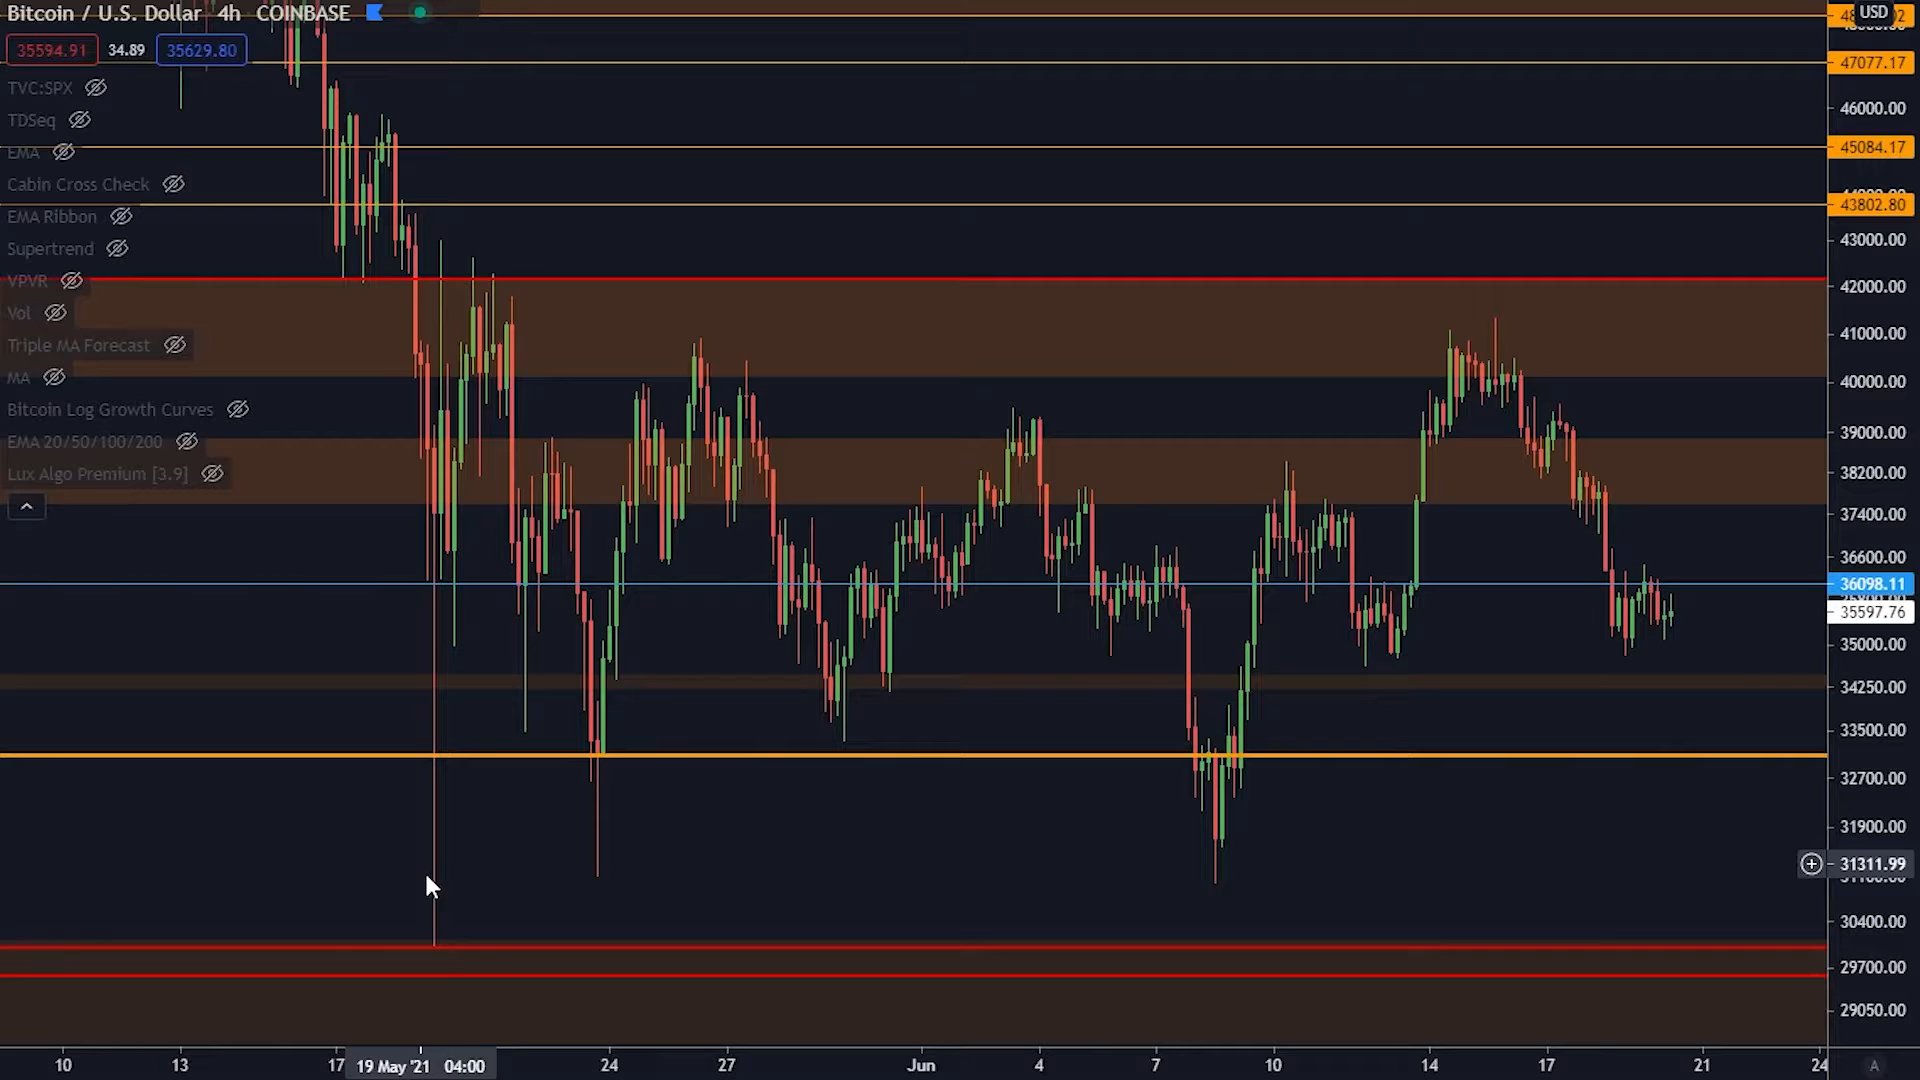 Bitcoin / U.S. Dollar 4h COINBASE
USD
35594.91 34.89 35629.80
47077.17
TVC:SPX
46000.00
TDSeq
EMA
45084.17
Cabin Cross Check
43802.80
EMA Ribbon
43000.00
Supertrend
VPVR
42000.00
Vol
41000.00
Triple MA Forecast
MA
40000.00
Bitcoin Log Growth Curves
39000.00
EMA 20/50/100/200
Lux Algo Premium [3.9]
38200.00
37400.00
36600.00
36098.11
35597.76
35000.00
34250.00
33500.00
32700.00
31900.00
31311.99
30400.00
29700.00
29050.00
10 13 17 19 May '21 04:00 24 27 Jun 4 7 10 14 17 21 24 A